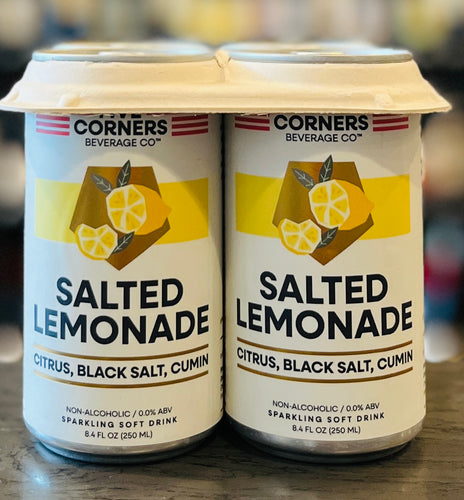 CORNERS
BEVERAGE CO™
SALTED
LEMONADE
CITRUS, BLACK SALT, CUMIN
NON-ALCOHOLIC / 0.0% ABV
SPARKLING SOFT DRINK
8.4 FL OZ (250 ML)
CORNERS
BEVERAGE CO™
SALTED
LEMONADE
CITRUS, BLACK SALT, CUMIN
NON-ALCOHOLIC / 0.0% ABV
SPARKLING SOFT DRINK
8.4 FL OZ (250 ML)